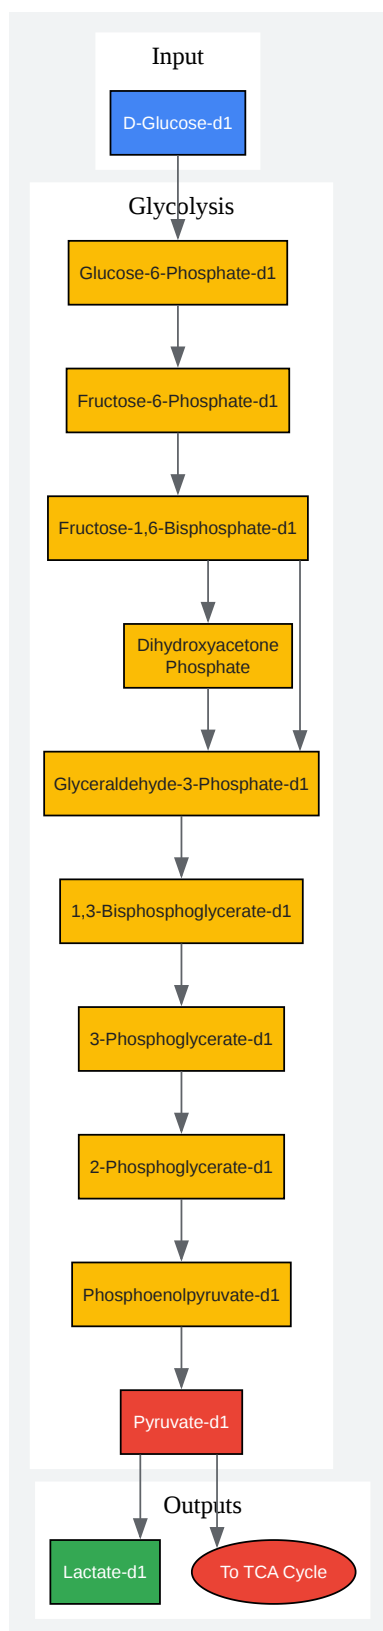 Input
D-Glucose-d1
Glycolysis
Glucose-6-Phosphate-d1
Fructose-6-Phosphate-d1
Fructose-1,6-Bisphosphate-d1
Dihydroxyacetone
Phosphate
Glyceraldehyde-3-Phosphate-d1
1,3-Bisphosphoglycerate-d1
3-Phosphoglycerate-d1
2-Phosphoglycerate-d1
Phosphoenolpyruvate-d1
Pyruvate-d1
Outputs
Lactate-d1
To TCA Cycle